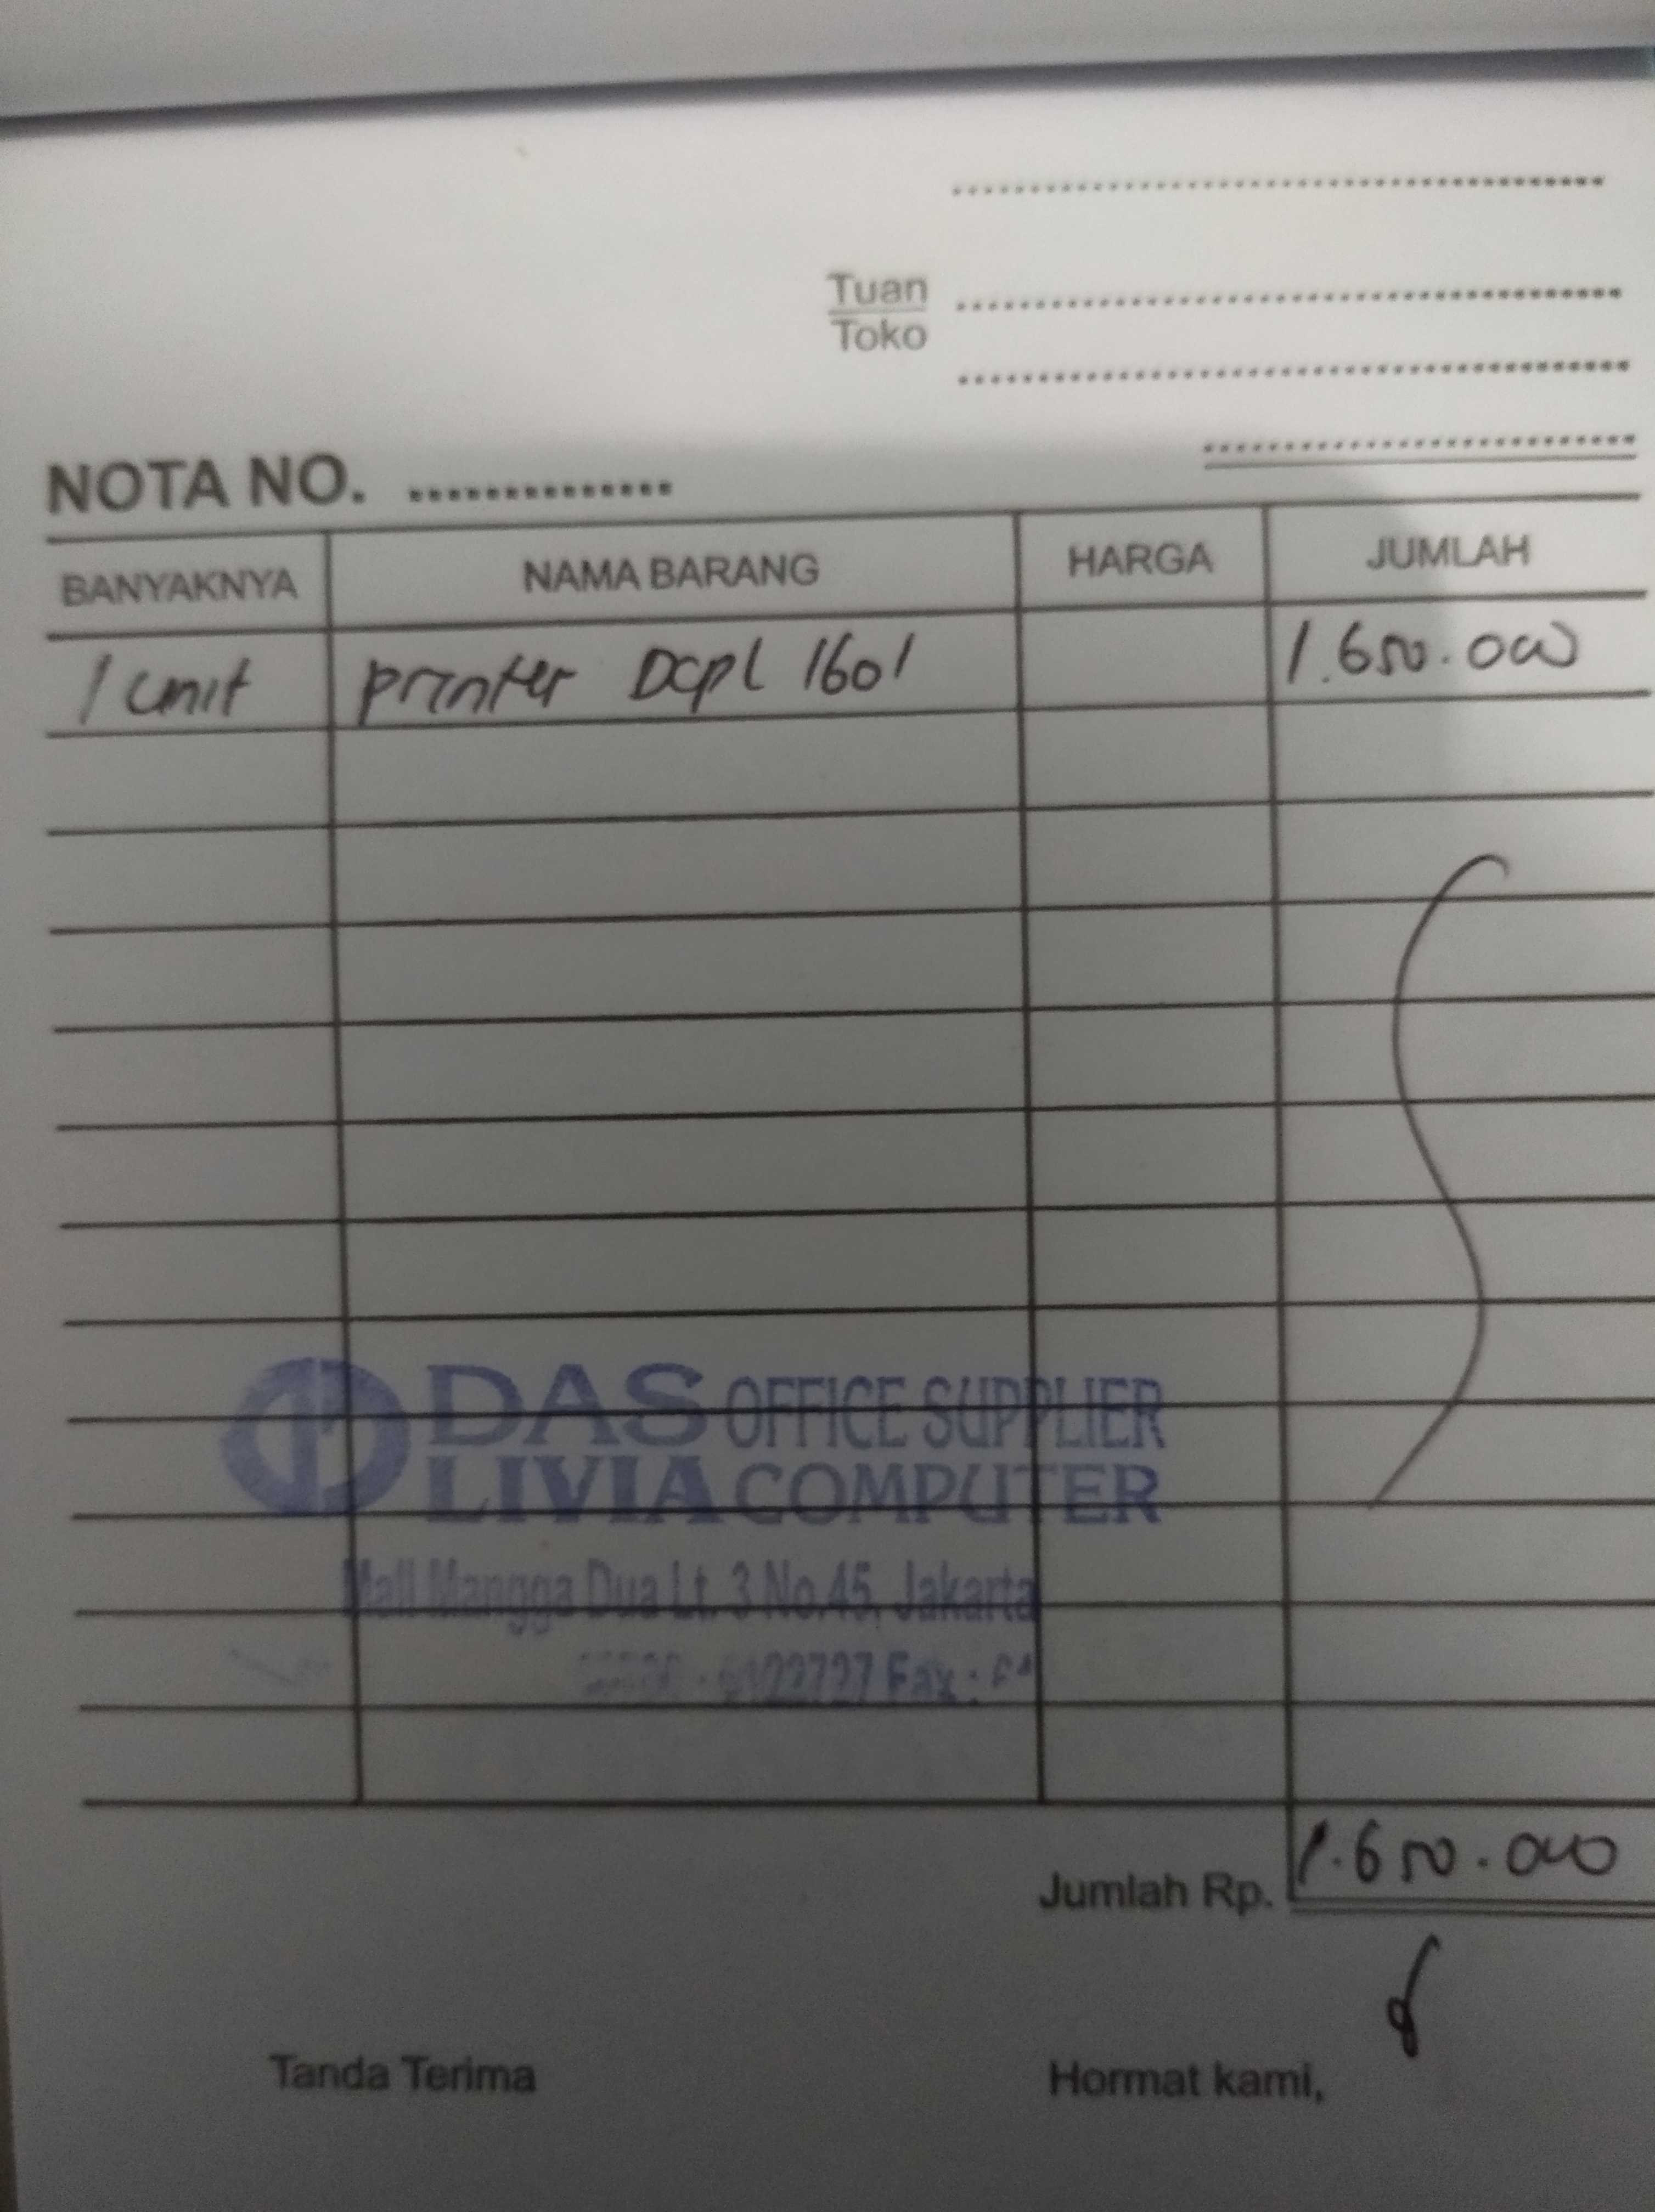 Tuan
Toko
NOTA NO.
BANYAKNYA NAMA BARANG HARGA JUMLAH
1 unit printer Dcpl 1601 1.650.000
DAS OFFICE SUPPLIER
LIVIA COMPUTER
Mall Mangga Dua Lt. 3 No.45, Jakarta
Fax :
Jumlah Rp. 1.650.000
Tanda Terima Hormat kami,